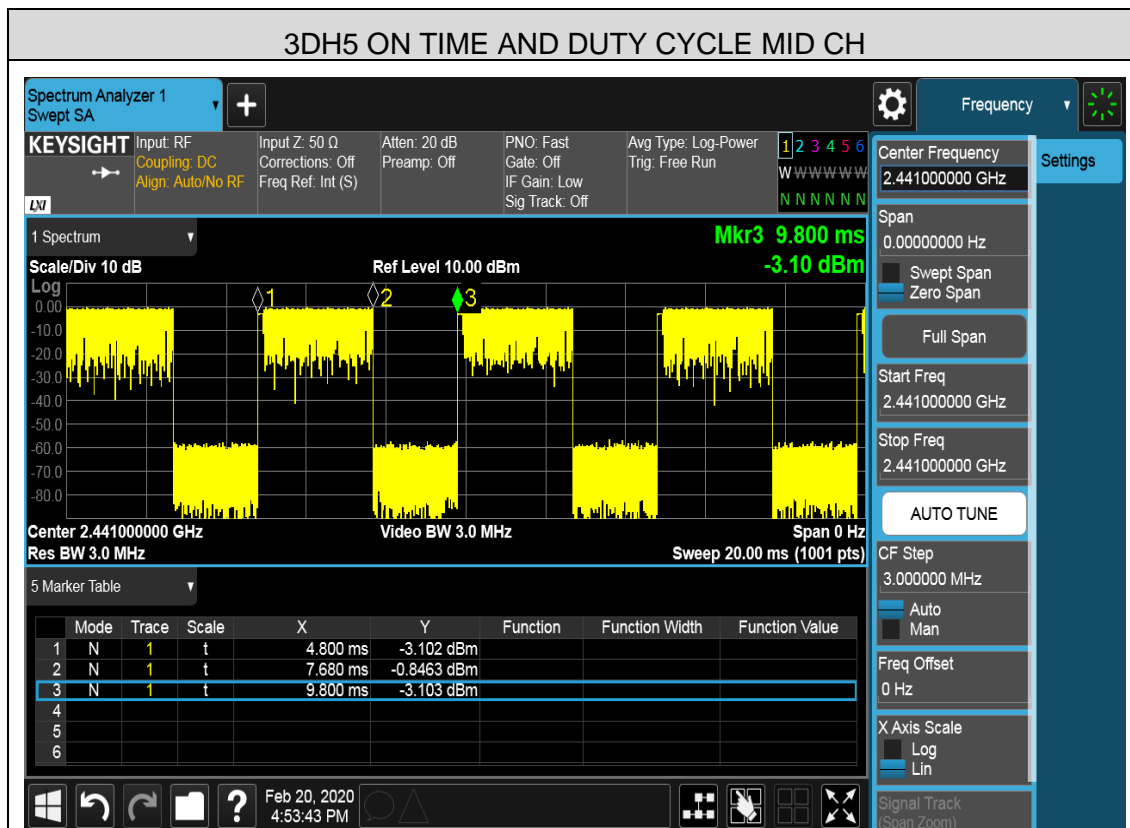 3DH5 ON TIME AND DUTY CYCLE MID CH
Spectrum Analyzer 1
Swept SA
Frequency
KEYSIGHT
LXI
Input: RF
Coupling: DC
Align: Auto/No RF
Input Z: 50 Ω
Corrections: Off
Freq Ref: Int (S)
Atten: 20 dB
Preamp: Off
PNO: Fast
Gate: Off
IF Gain: Low
Sig Track: Off
Avg Type: Log-Power
Trig: Free Run
1 2 3 4 5 6
W W W W W W
N N N N N N
1 Spectrum
Mkr3 9.800 ms
-3.10 dBm
Scale/Div 10 dB
Ref Level 10.00 dBm
Log
1
2
3
0.00
-10.0
-20.0
-30.0
-40.0
-50.0
-60.0
-70.0
-80.0
Center 2.441000000 GHz
Video BW 3.0 MHz
Span 0 Hz
Res BW 3.0 MHz
Sweep 20.00 ms (1001 pts)
5 Marker Table
Mode Trace Scale X Y Function Function Width Function Value
1 N 1 t 4.800 ms -3.102 dBm
2 N 1 t 7.680 ms -0.8463 dBm
3 N 1 t 9.800 ms -3.103 dBm
4
5
6
?
Feb 20, 2020
4:53:43 PM
Center Frequency
2.441000000 GHz
Settings
Span
0.00000000 Hz
Swept Span
Zero Span
Full Span
Start Freq
2.441000000 GHz
Stop Freq
2.441000000 GHz
AUTO TUNE
CF Step
3.000000 MHz
Auto
Man
Freq Offset
0 Hz
X Axis Scale
Log
Lin
Signal Track
(Span Zoom)